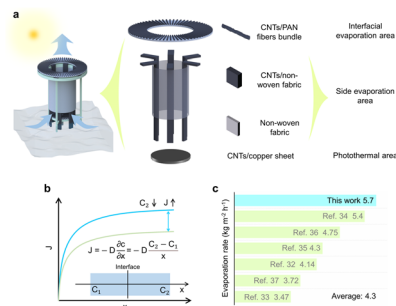 a
CNTs/PAN
fibers bundle
Interfacial
evaporation area
CNTs/non-
woven fabric
Side evaporation
area
Non-woven
fabric
CNTs/copper sheet
Photothermal area
b
C₂ ↓ J ↑
J
J = − D ∂c/∂x = − D (C₂ − C₁)/x
Interface
C₁ C₂ x
c
Evaporation rate (kg m⁻² h⁻¹)
This work 5.7
Ref. 34 5.4
Ref. 36 4.75
Ref. 35 4.3
Ref. 32 4.14
Ref. 37 3.72
Ref. 33 3.47
Average: 4.3